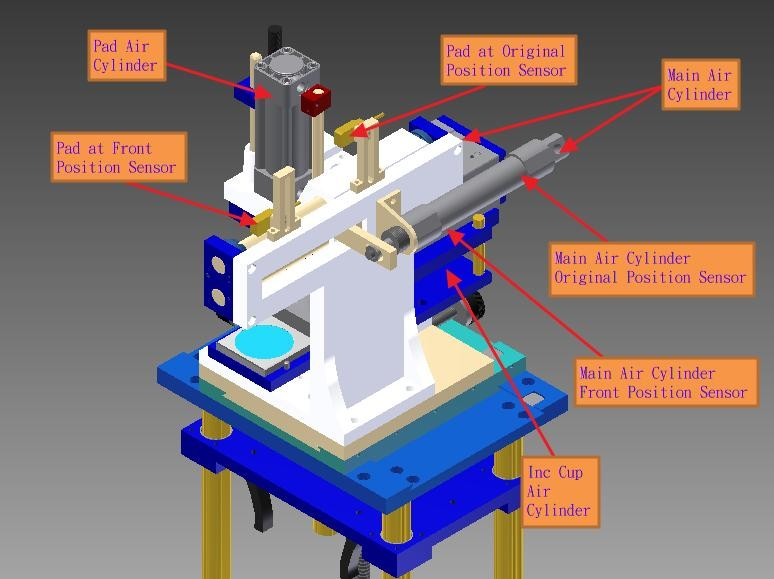 Pad Air
Cylinder
Pad at Original
Position Sensor
Main Air
Cylinder
Pad at Front
Position Sensor
Main Air Cylinder
Original Position Sensor
Main Air Cylinder
Front Position Sensor
Inc Cup
Air
Cylinder